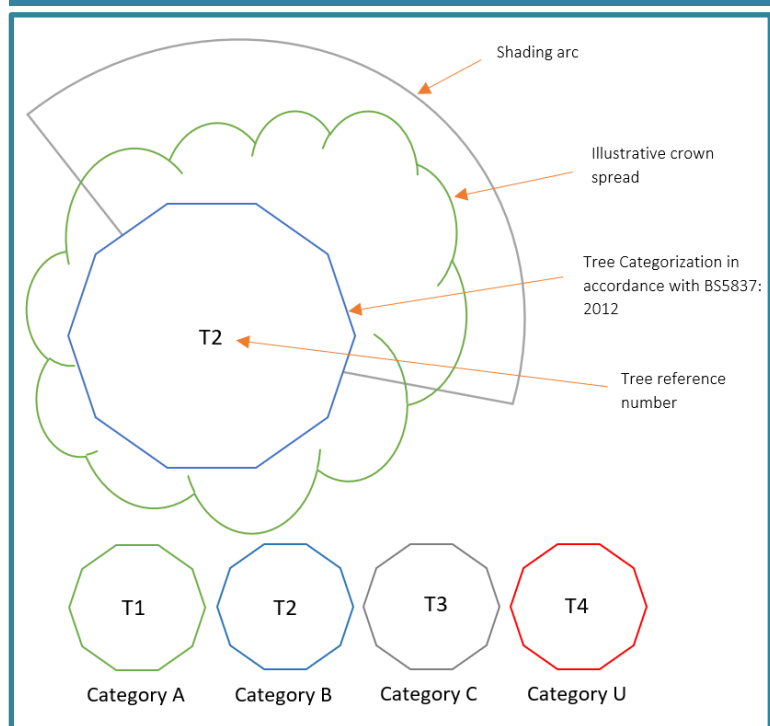 Shading arc
Illustrative crown
spread
Tree Categorization in
accordance with BS5837:
2012
T2
Tree reference
number
T1
T2
T3
T4
Category A
Category B
Category C
Category U